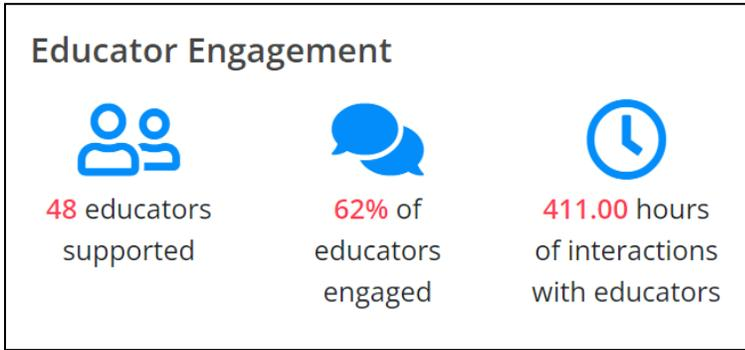 Educator Engagement
48 educators
supported
62% of
educators
engaged
411.00 hours
of interactions
with educators